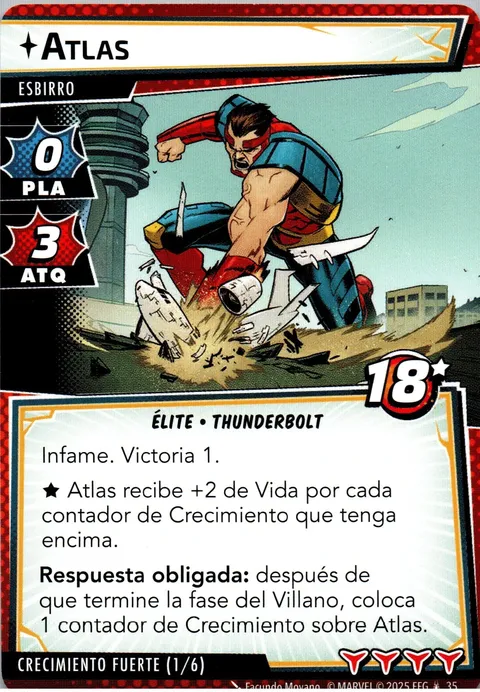 Atlas
ESBIRRO
0
PLA
3
ATQ
18
ÉLITE • THUNDERBOLT
Infame. Victoria 1.
★ Atlas recibe +2 de Vida por cada
contador de Crecimiento que tenga
encima.
Respuesta obligada: después de
que termine la fase del Villano, coloca
1 contador de Crecimiento sobre Atlas.
CRECIMIENTO FUERTE (1/6)
Facundo Moyano © MARVEL © 2025 FFG 35